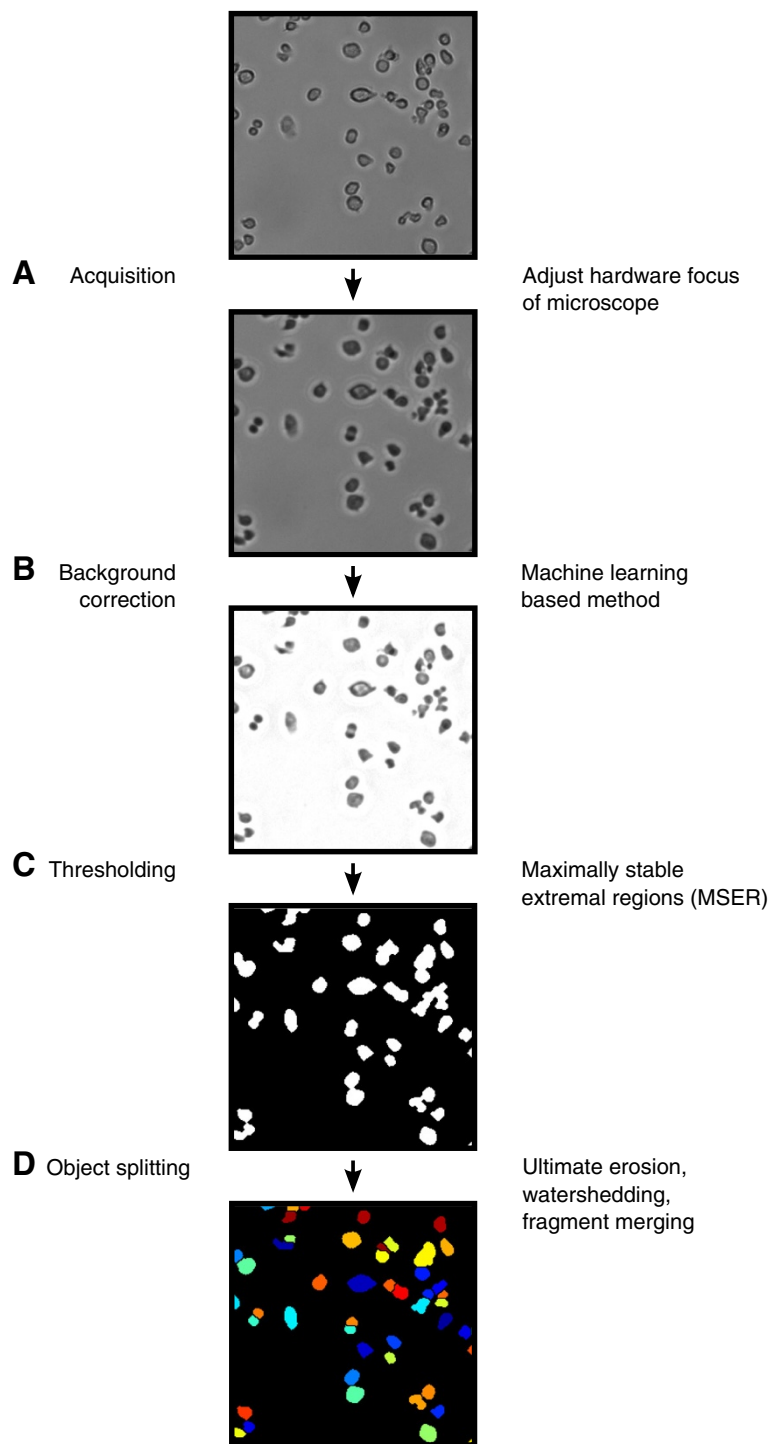 A Acquisition
Adjust hardware focus
of microscope
B Background
correction
Machine learning
based method
C Thresholding
Maximally stable
extremal regions (MSER)
D Object splitting
Ultimate erosion,
watershedding,
fragment merging